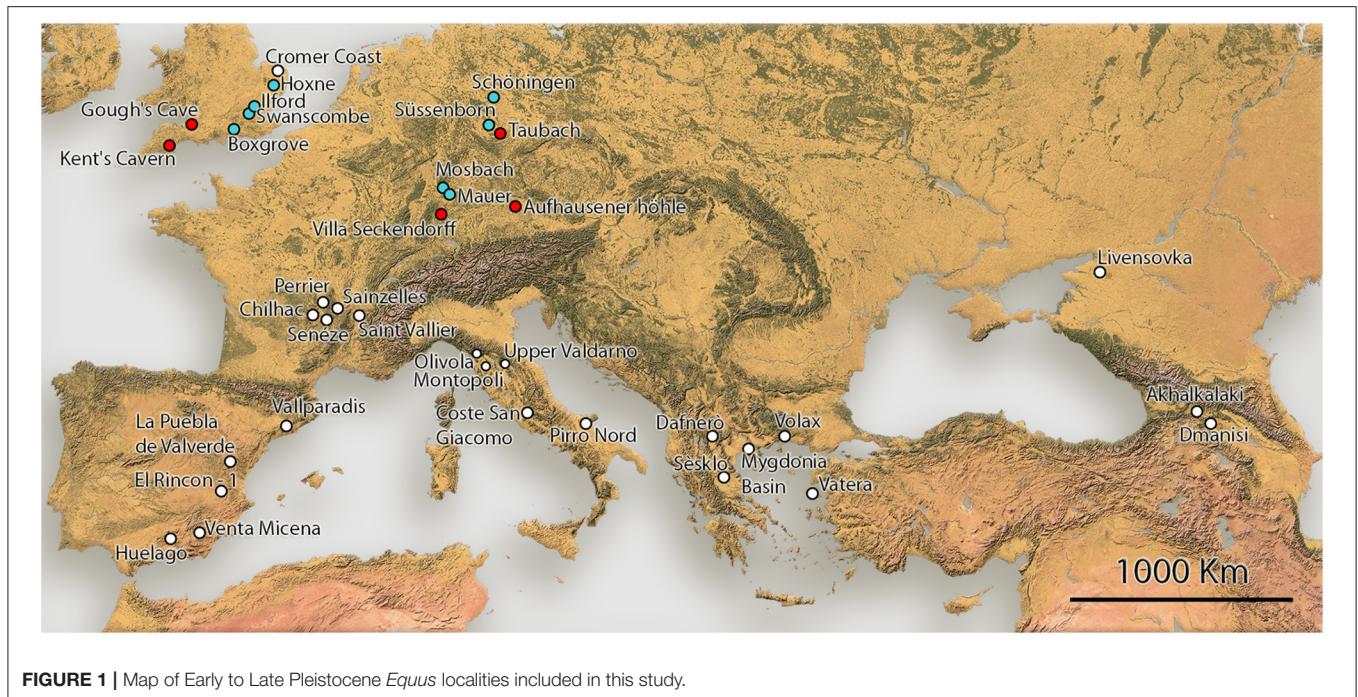 Cromer Coast
Hoxne
Ilford
Swanscombe
Gough's Cave
Boxgrove
Kent's Cavern
Schöningen
Süssenborn
Taubach
Mosbach
Mauer
Aufhausener höhle
Villa Seckendorff
Livensovka
Perrier
Sainzelles
Chilhac
Senéze
Saint Vallier
Olivola
Upper Valdarno
Montopoli
Vallparadis
La Puebla
de Valverde
El Rincon - 1
Venta Micena
Huelago
Coste San
Giacomo
Pirro Nord
Dafnerò
Volax
Sèsklo
Mygdonia
Basin
Vatera
Akhalkalaki
Dmanisi
1000 Km
FIGURE 1 | Map of Early to Late Pleistocene Equus localities included in this study.